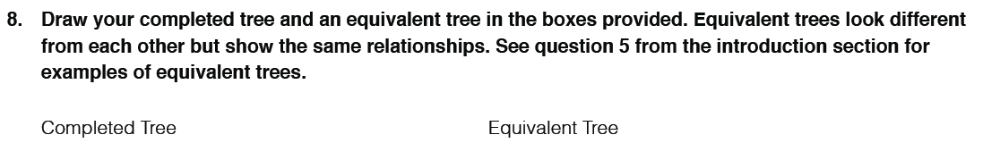 8. Draw your completed tree and an equivalent tree in the boxes provided. Equivalent trees look different
from each other but show the same relationships. See question 5 from the introduction section for
examples of equivalent trees.
Completed Tree
Equivalent Tree